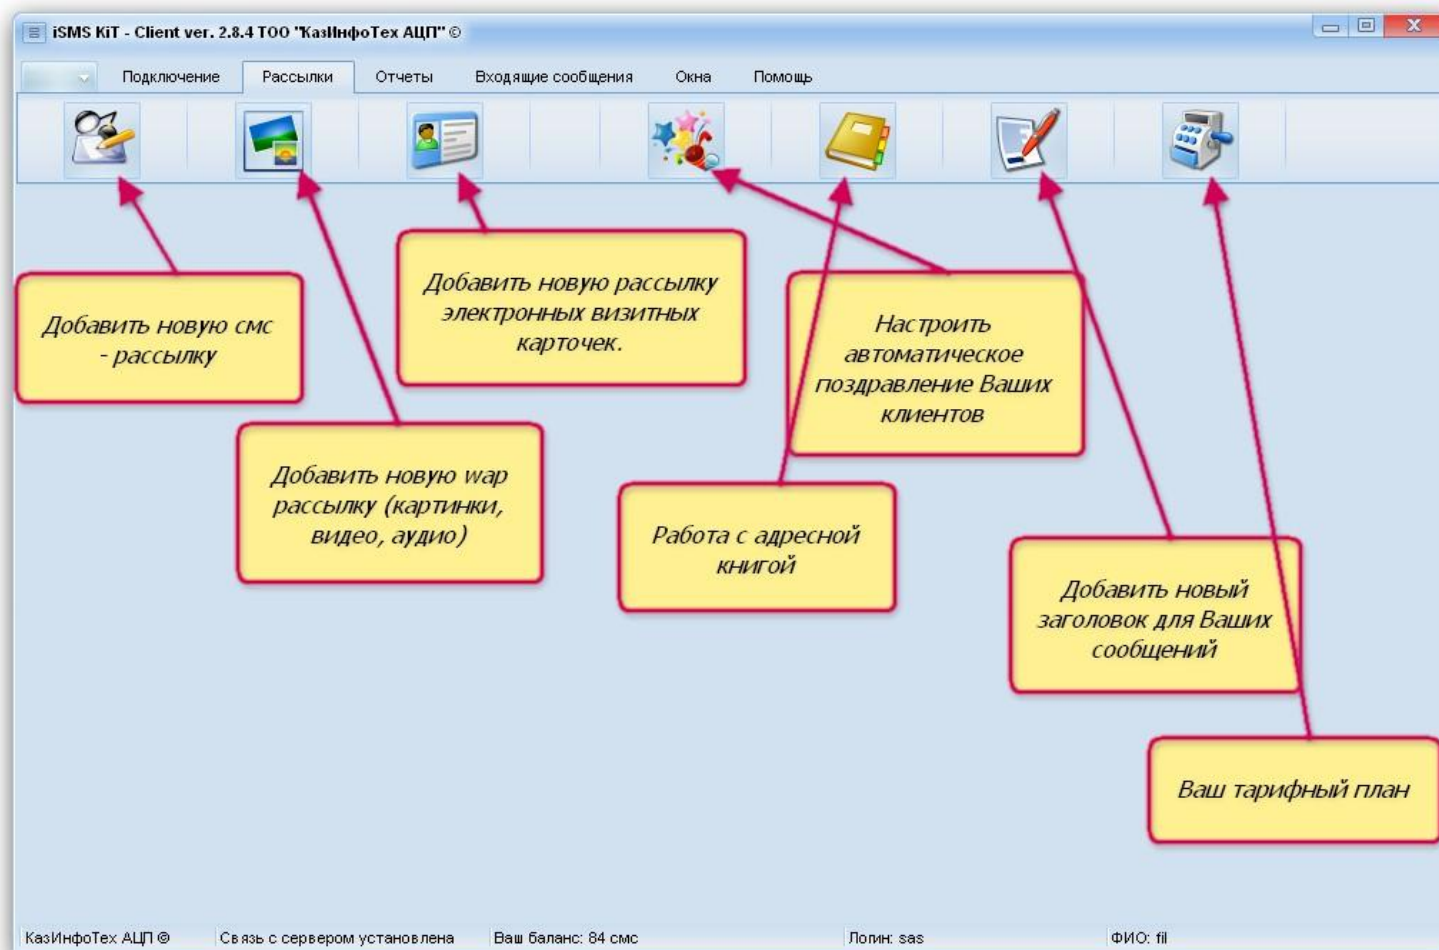 iSMS KiT - Client ver. 2.8.4 ТОО "КазИнфоТех АЦП" ©
Подключение Рассылки Отчеты Входящие сообщения Окна Помощь
Добавить новую смс
- рассылку
Добавить новую рассылку
электронных визитных
карточек.
Настроить
автоматическое
поздравление Ваших
клиентов
Добавить новую wap
рассылку (картинки,
видео, аудио)
Работа с адресной
книгой
Добавить новый
заголовок для Ваших
сообщений
Ваш тарифный план
КазИнфоТех АЦП © Связь с сервером установлена Ваш баланс: 84 смс Логин: sas ФИО: fil